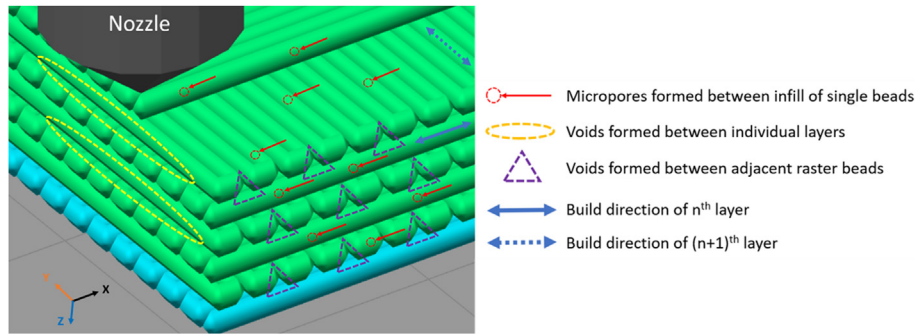 Nozzle
Micropores formed between infill of single beads
Voids formed between individual layers
Voids formed between adjacent raster beads
Build direction of nth layer
Build direction of (n+1)th layer
X
Z